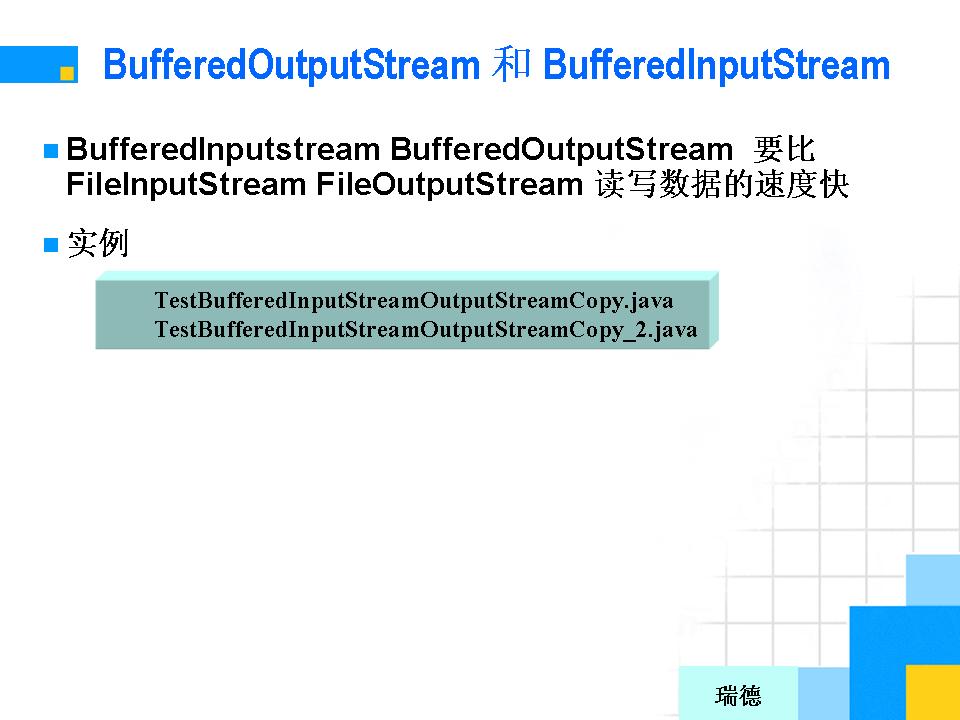 BufferedOutputStream 和 BufferedInputStream
BufferedInputstream BufferedOutputStream 要比
FileInputStream FileOutputStream 读写数据的速度快
实例
TestBufferedInputStreamOutputStreamCopy.java
TestBufferedInputStreamOutputStreamCopy_2.java
瑞德